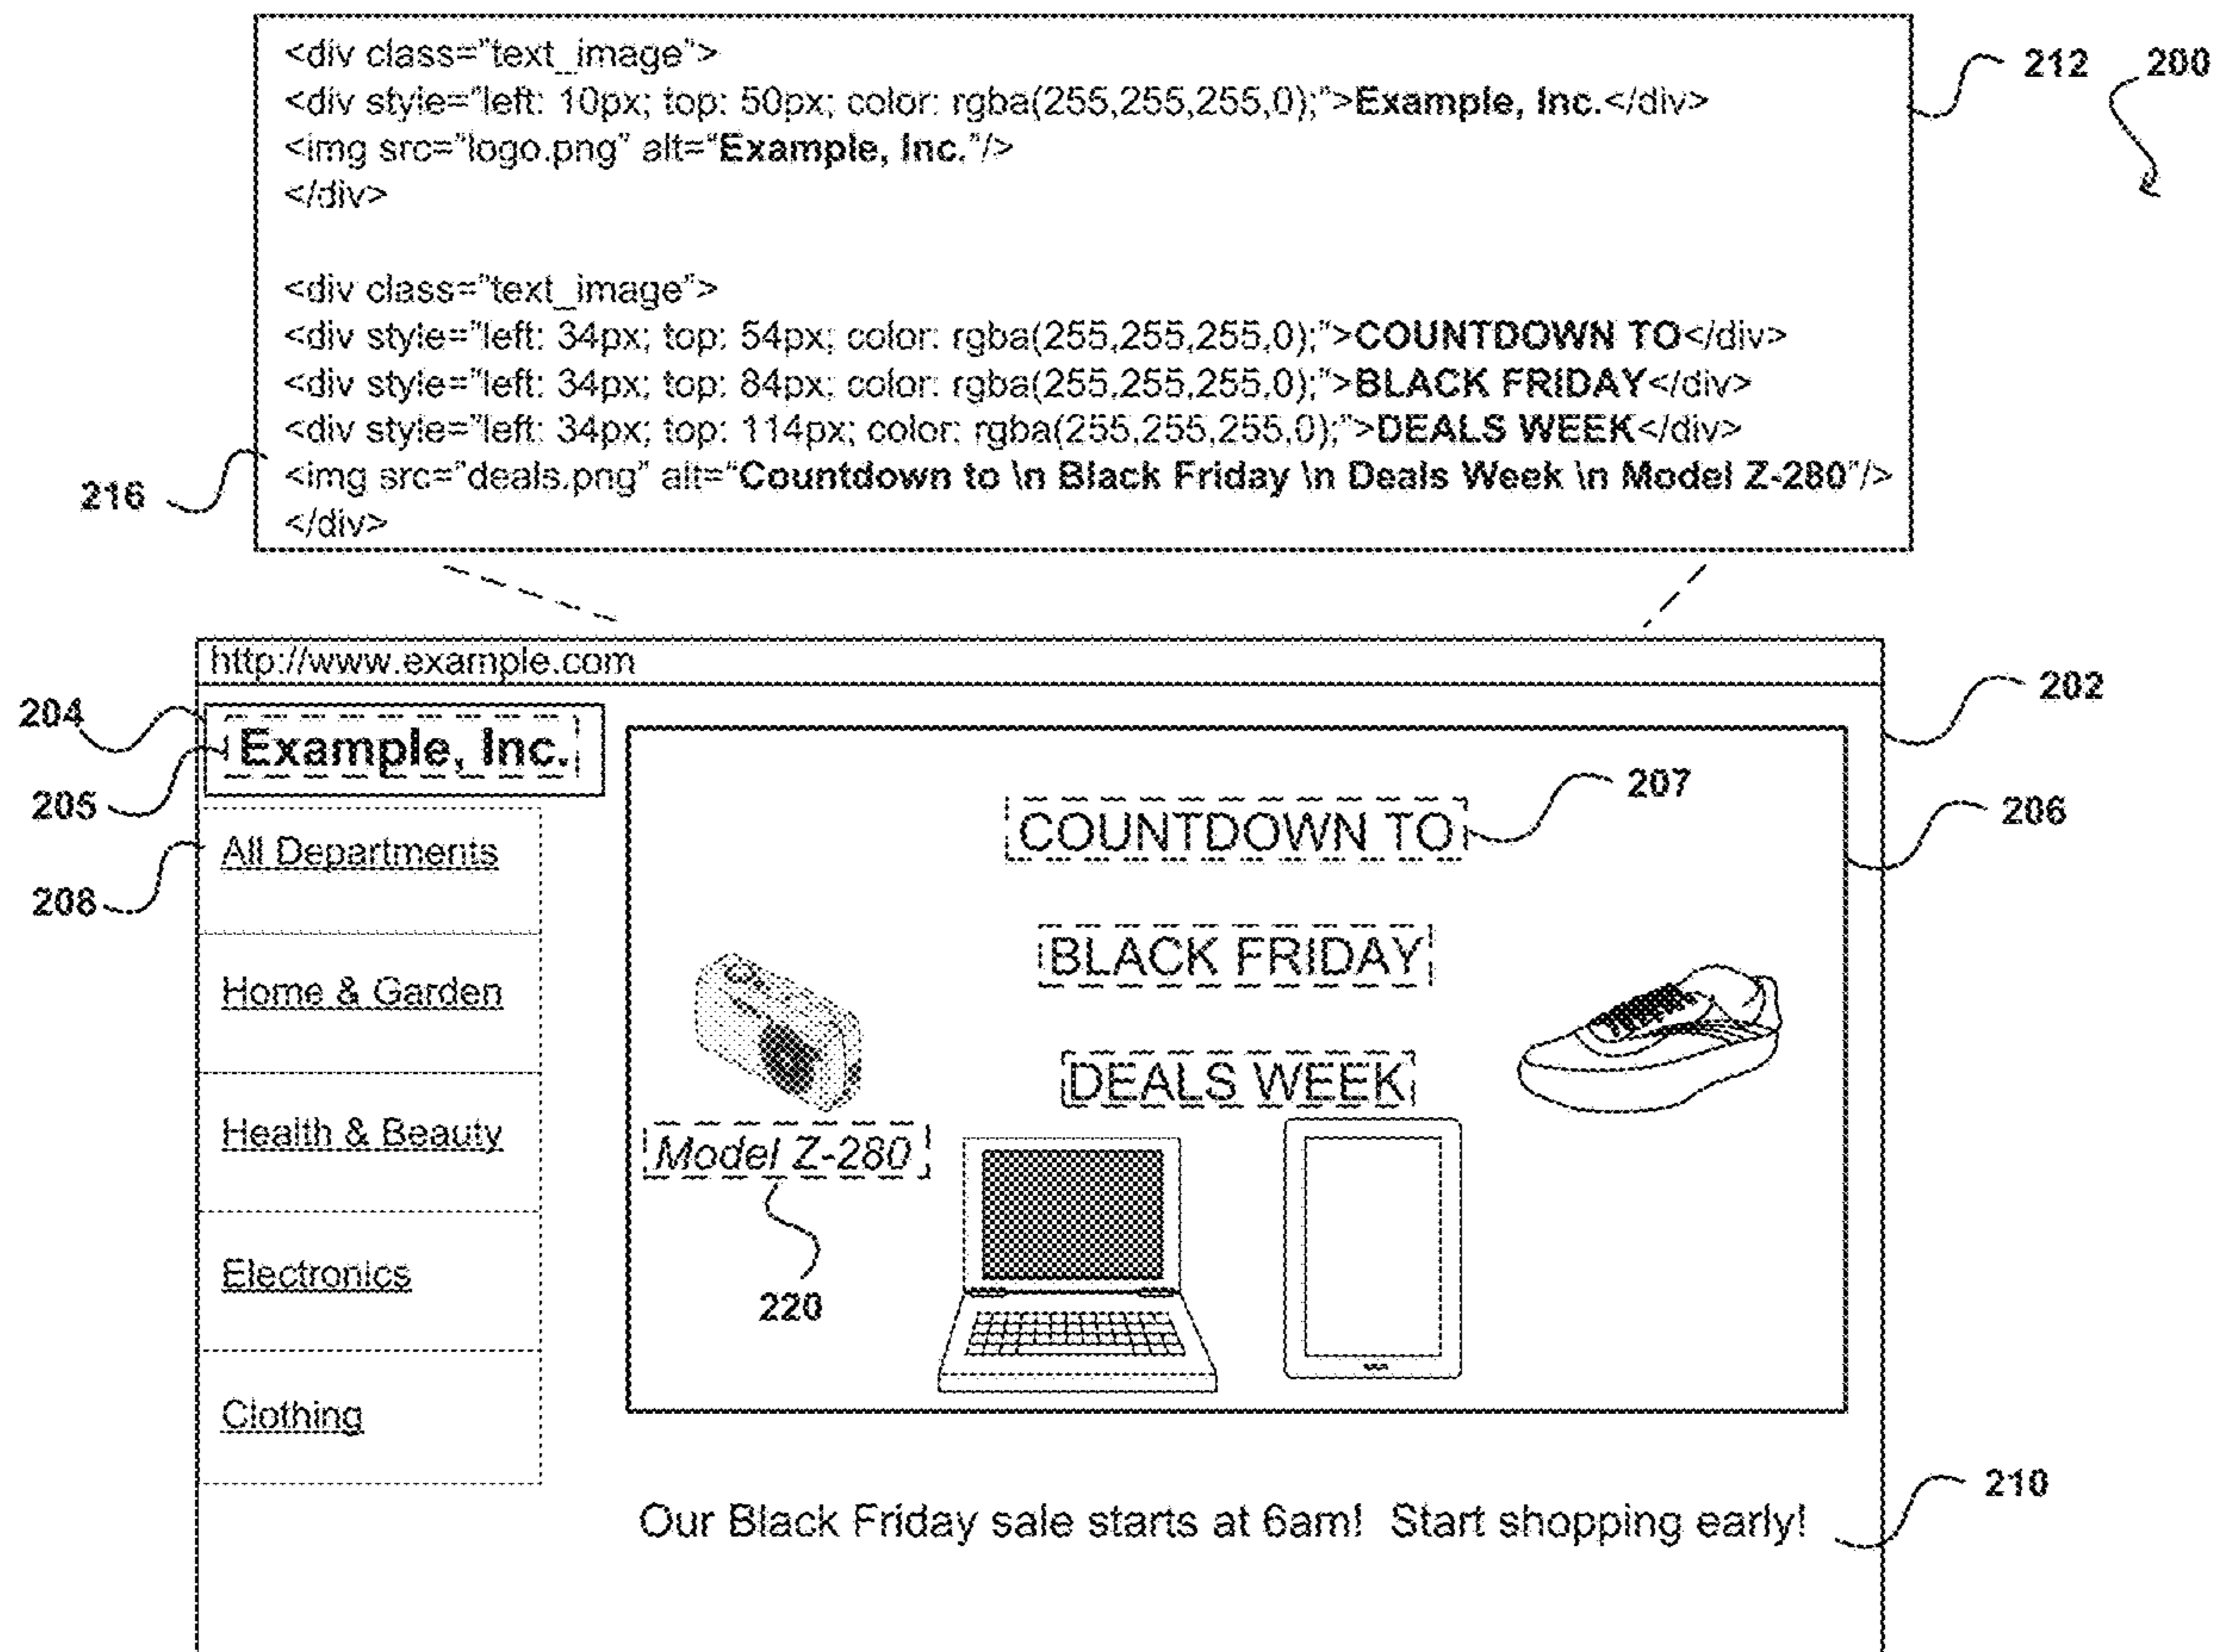 <div class="text_image">
<div style="left: 10px; top: 50px; color: rgba(255,255,255,0);">Example, Inc.</div>
<img src="logo.png" alt="Example, Inc."/>
</div>
<div class="text_image">
<div style="left: 34px; top: 54px; color: rgba(255,255,255,0);">COUNTDOWN TO</div>
<div style="left: 34px; top: 84px; color: rgba(255,255,255,0);">BLACK FRIDAY</div>
<div style="left: 34px; top: 114px; color: rgba(255,255,255,0);">DEALS WEEK</div>
<img src="deals.png" alt="Countdown to \n Black Friday \n Deals Week \n Model Z-280"/>
</div>
212
200
216
http://www.example.com
202
204
Example, Inc.
205
207
206
COUNTDOWN TO
All Departments
208
BLACK FRIDAY
Home & Garden
DEALS WEEK
Health & Beauty
Model Z-280
Electronics
220
Clothing
210
Our Black Friday sale starts at 6am! Start shopping early!